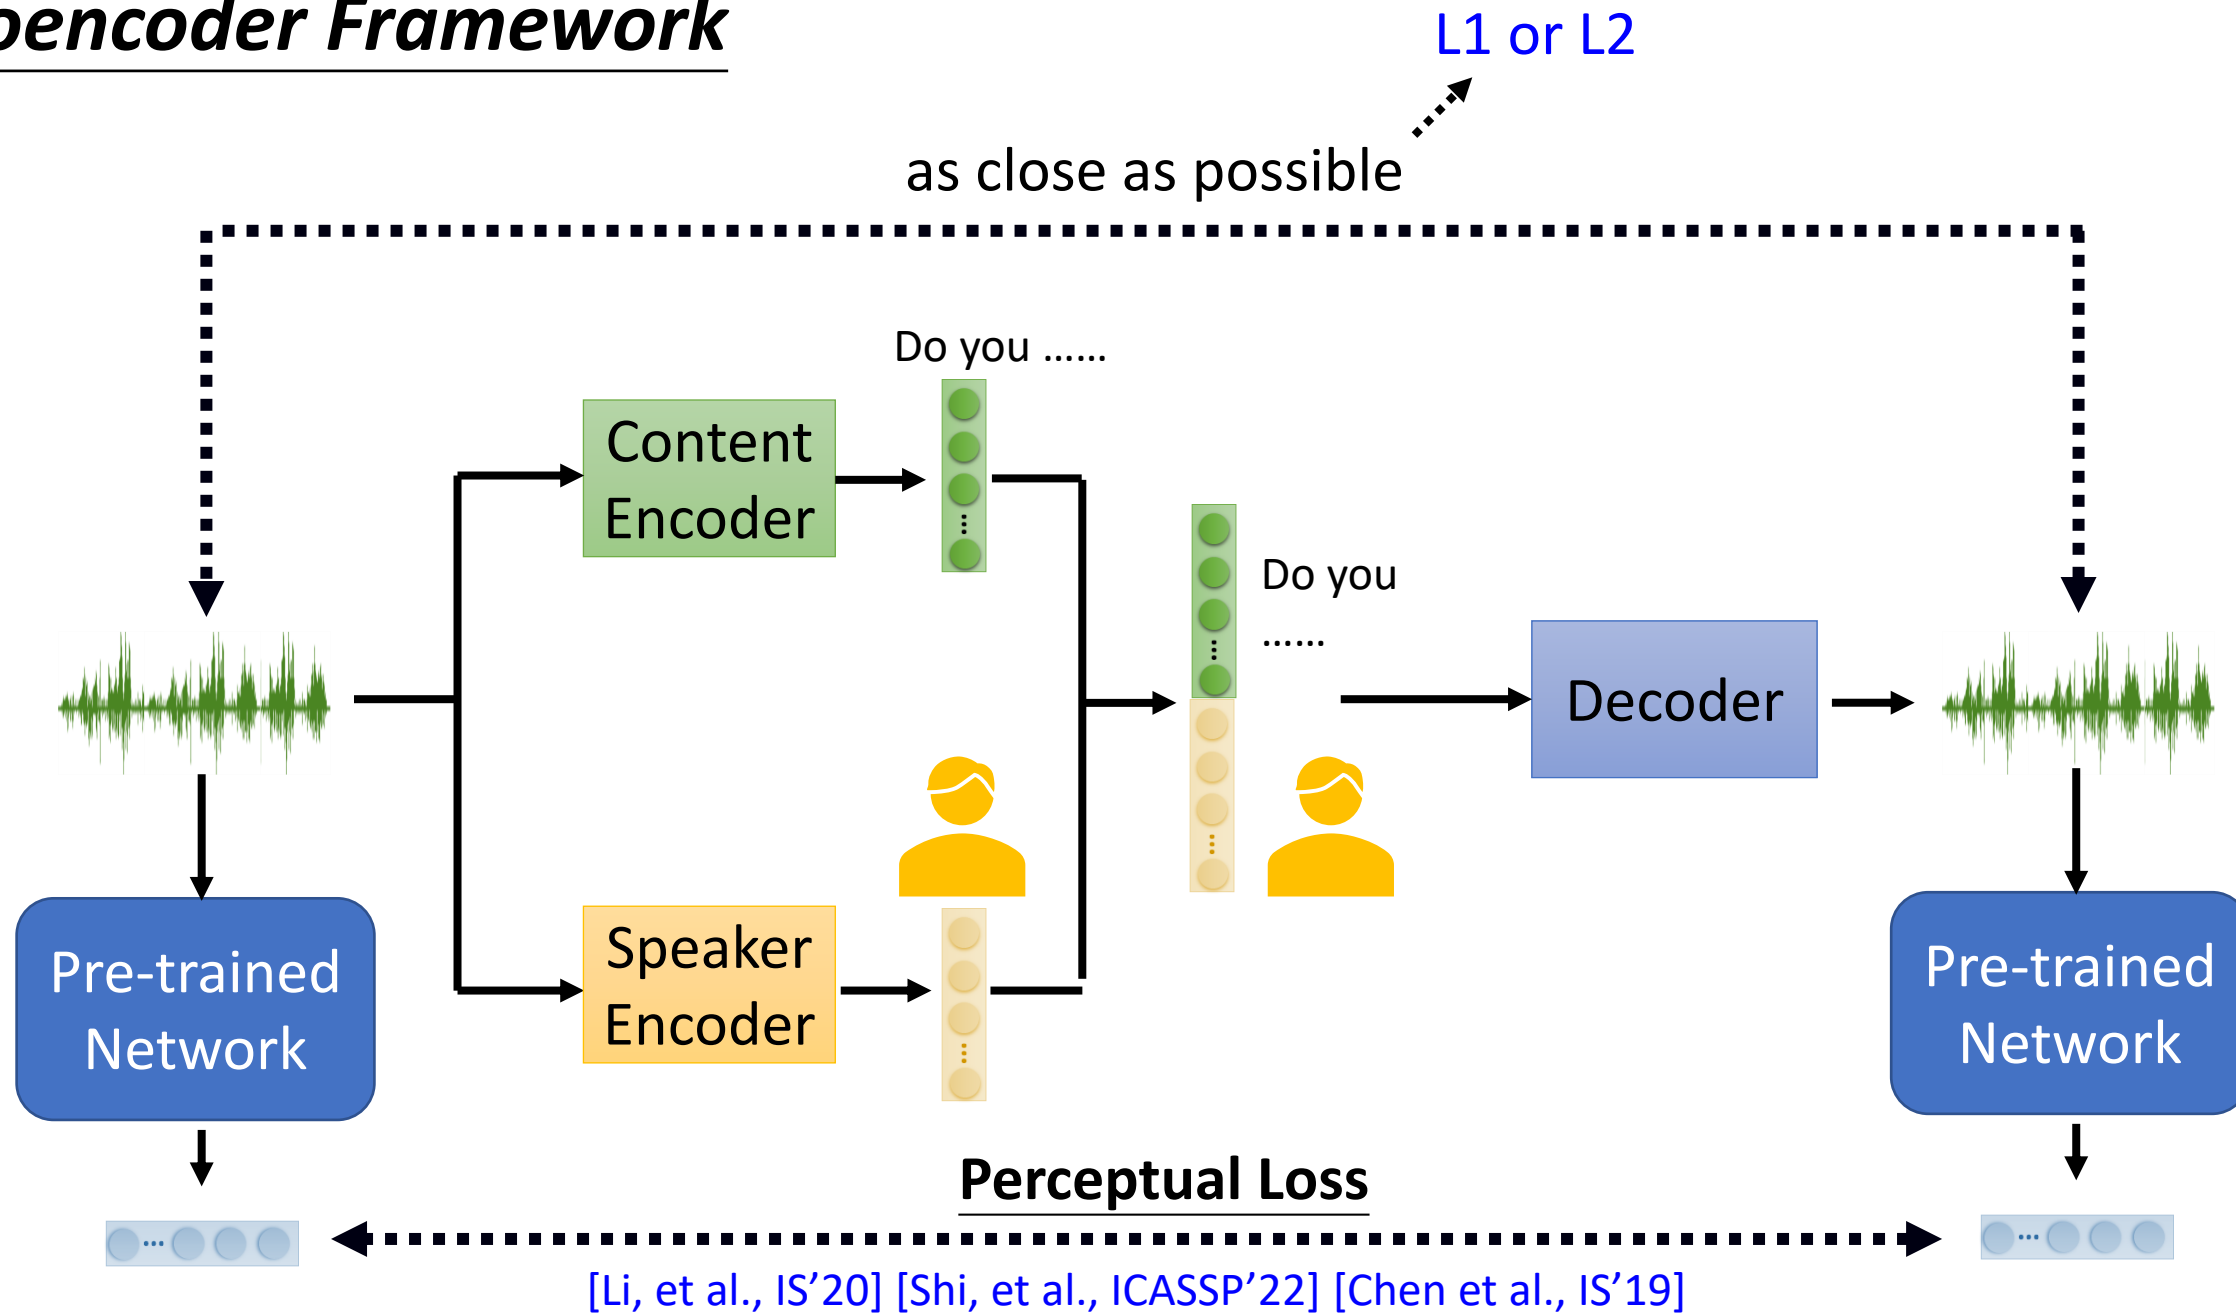 oencoder Framework
L1 or L2
as close as possible
Do you ……
Content
Encoder
Do you
……
Decoder
Speaker
Encoder
Pre-trained
Network
Pre-trained
Network
Perceptual Loss
[Li, et al., IS’20] [Shi, et al., ICASSP’22] [Chen et al., IS’19]